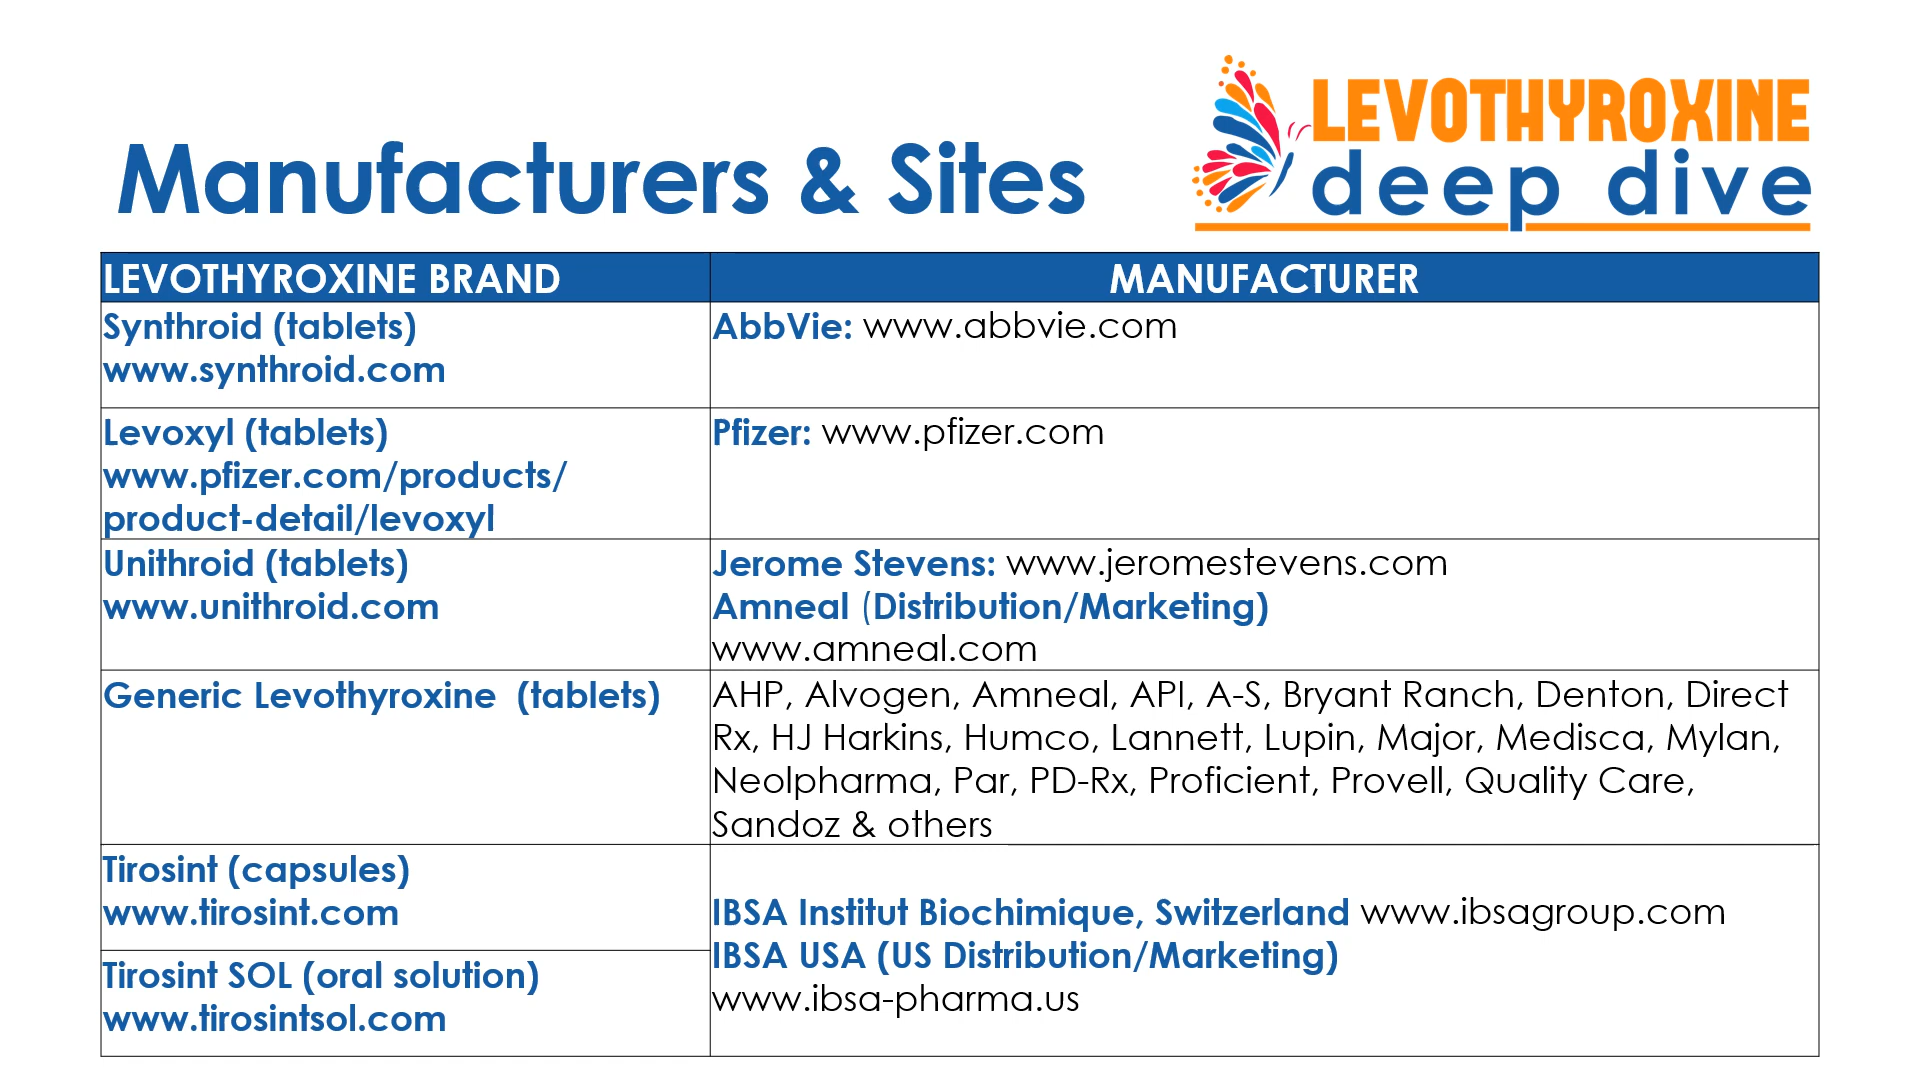 LEVOTHYROXINE
deep dive
Manufacturers & Sites
LEVOTHYROXINE BRAND
MANUFACTURER
Synthroid (tablets)
www.synthroid.com
AbbVie: www.abbvie.com
Levoxyl (tablets)
www.pfizer.com/products/
product-detail/levoxyl
Pfizer: www.pfizer.com
Unithroid (tablets)
www.unithroid.com
Jerome Stevens: www.jeromestevens.com
Amneal (Distribution/Marketing)
www.amneal.com
Generic Levothyroxine (tablets)
AHP, Alvogen, Amneal, API, A-S, Bryant Ranch, Denton, Direct
Rx, HJ Harkins, Humco, Lannett, Lupin, Major, Medisca, Mylan,
Neolpharma, Par, PD-Rx, Proficient, Provell, Quality Care,
Sandoz & others
Tirosint (capsules)
www.tirosint.com
Tirosint SOL (oral solution)
www.tirosintsol.com
IBSA Institut Biochimique, Switzerland www.ibsagroup.com
IBSA USA (US Distribution/Marketing)
www.ibsa-pharma.us